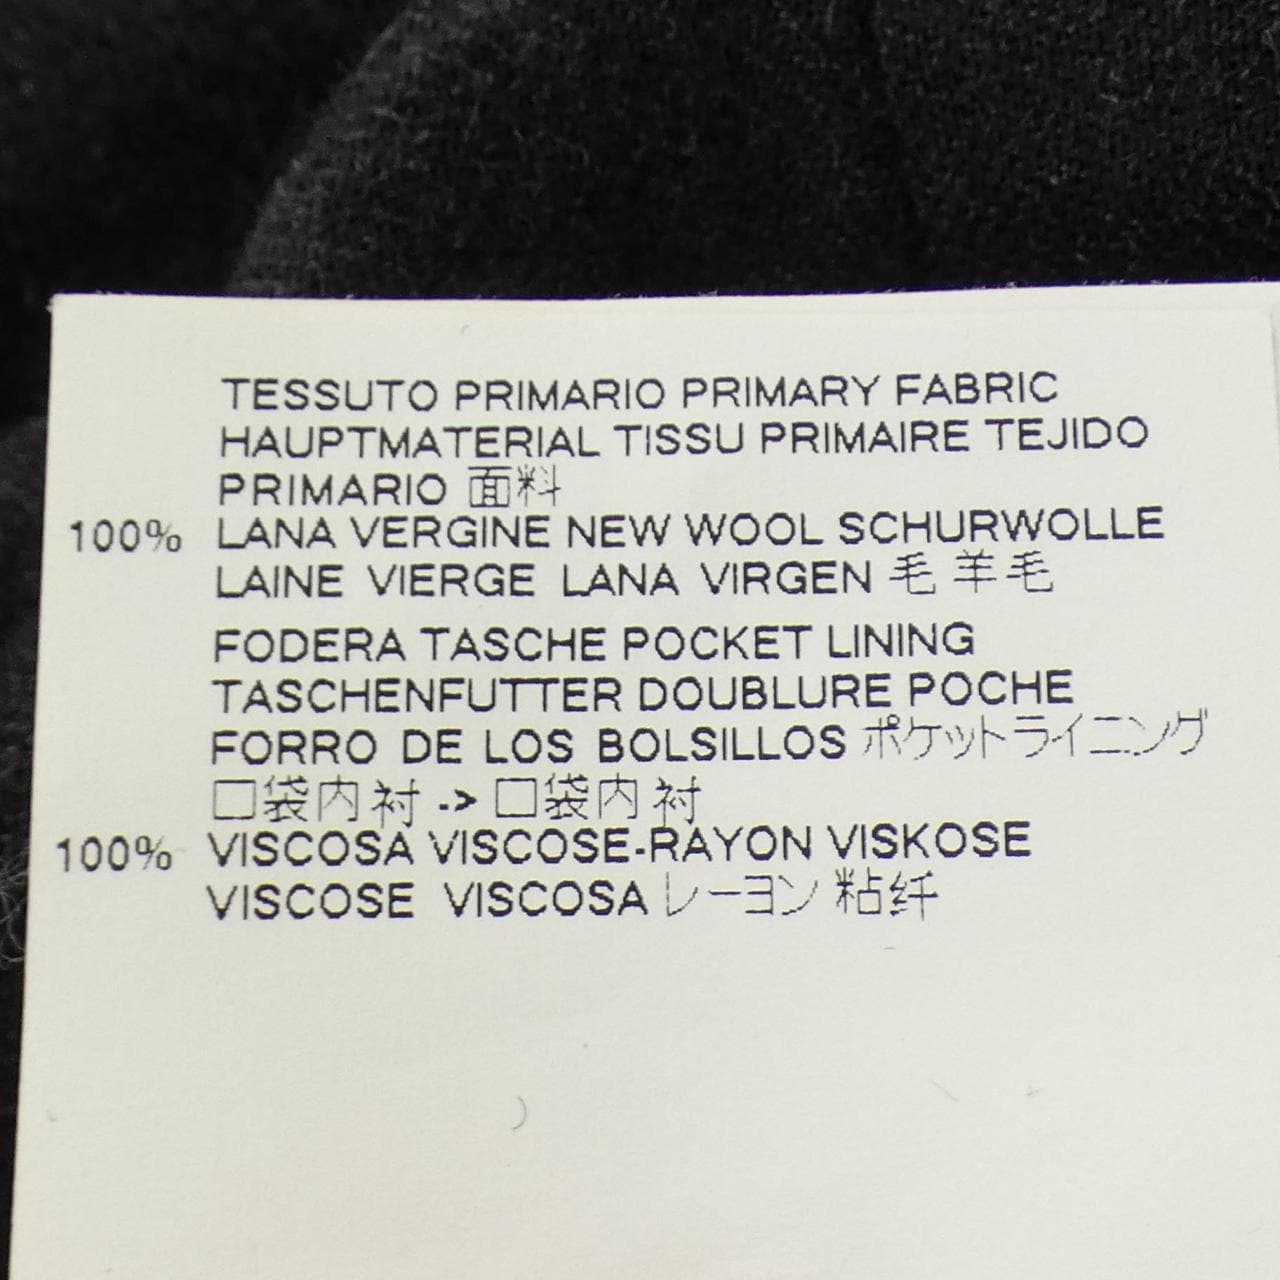 TESSUTO PRIMARIO PRIMARY FABRIC
HAUPTMATERIAL TISSU PRIMAIRE TEJIDO
PRIMARIO 面料
100% LANA VERGINE NEW WOOL SCHURWOLLE
LAINE VIERGE LANA VIRGEN 毛 羊毛
FODERA TASCHE POCKET LINING
TASCHENFUTTER DOUBLURE POCHE
FORRO DE LOS BOLSILLOS ポケットライニング
口袋内衬 -> 口袋内衬
100% VISCOSA VISCOSE-RAYON VISKOSE
VISCOSE VISCOSA レーヨン 粘纤